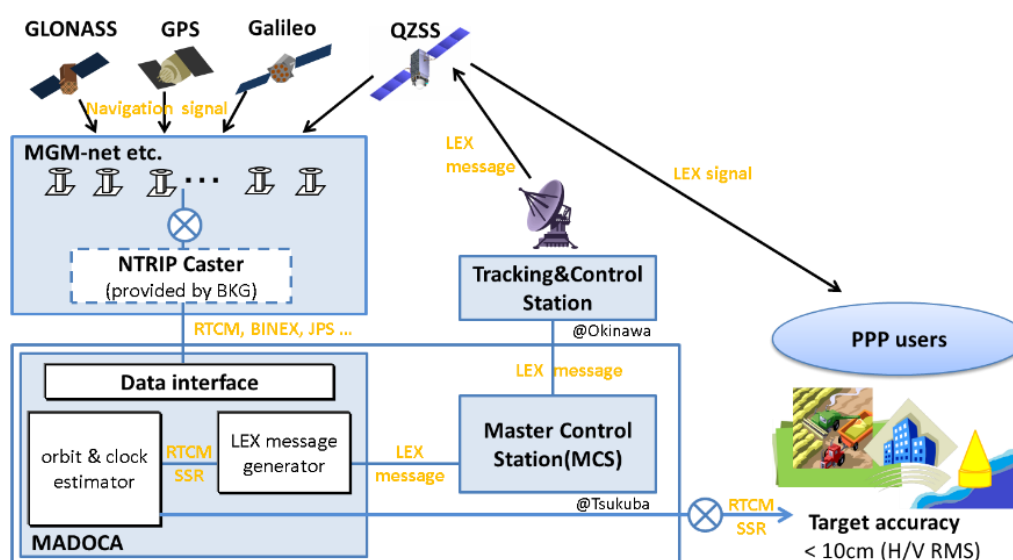 GLONASS
GPS
Galileo
QZSS
Navigation signal
MGM-net etc.
...
LEX
message
LEX signal
NTRIP Caster
(provided by BKG)
Tracking&Control
Station
RTCM, BINEX, JPS ...
@Okinawa
PPP users
Data interface
LEX message
orbit & clock
estimator
RTCM
SSR
LEX message
generator
LEX
message
Master Control
Station(MCS)
@Tsukuba
RTCM
SSR
MADOCA
Target accuracy
< 10cm (H/V RMS)